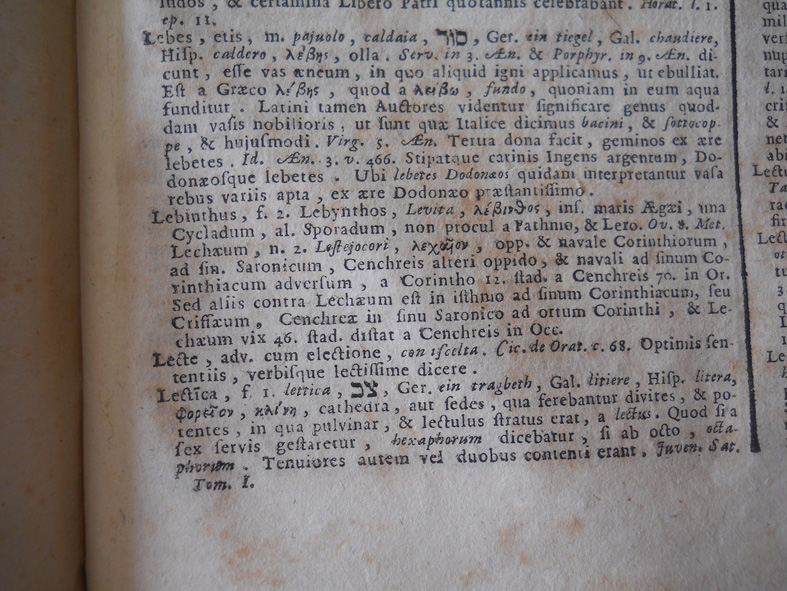 ludos, & certamina Libero Patri quotannis celebrabant. Horat. l. 1.
ep. 11.
Lebes, etis, m. pajuolo, caldaia, סיר, Ger. ein tiegel, Gal. chaudiere,
Hisp. caldero, λέβης, olla. Serv. in 3. Æn. & Porphyr. in 9. Æn. di-
cunt, esse vas æneum, in quo aliquid igni applicamus, ut ebulliat.
Est a Græco λέβης, quod a λείβω, fundo, quoniam in eum aqua
funditur. Latini tamen Auctores videntur significare genus quod-
dam vasis nobilioris, ut sunt quæ Italice dicimus bacini, & sottocop-
pe, & hujusmodi. Virg. 5. Æn. Tertia dona facit, geminos ex ære
lebetes. Id. Æn. 3. v. 466. Stipatque carinis Ingens argentum, Do-
donæosque lebetes. Ubi lebetes Dodonæos quidam interpretantur vasa
rebus variis apta, ex ære Dodonæo præstantissimo.
Lebinthus, f. 2. Lebynthos, Levita, λέβινθος, inf. maris Ægæi, una
Cycladum, al. Sporadum, non procul a Pathmo, & Lero. Ov. 8. Met.
Lechæum, n. 2. Lestejocori, λεχαῖον, opp. & navale Corinthiorum,
ad sin. Saronicum, Cenchreis alteri oppido, & navali ad sinum Co-
rinthiacum adversum, a Corintho 12. stad. a Cenchreis 70. in Or.
Sed aliis contra Lechæum est in isthmo ad sinum Corinthiacum, seu
Crissæum, Cenchreæ in sinu Saronico ad ortum Corinthi, & Le-
chæum vix 46. stad. distat a Cenchreis in Occ.
Lecte, adv. cum electione, con iscelta. Cic. de Orat. c. 68. Optimis sen-
tentiis, verbisque lectissime dicere.
Lectica, f. 1. lettica, צב, Ger. ein tragbeth, Gal. litiere, Hisp. litera,
φορεῖον, κλίνη, cathedra, aut sedes, qua ferebantur divites, & po-
tentes, in qua pulvinar, & lectulus stratus erat, a lectus. Quod si a
sex servis gestaretur, hexaphorum dicebatur, si ab octo, octa-
phorum. Tenuiores autem vel duobus contenti erant. Juven. Sat.
Tom. I.